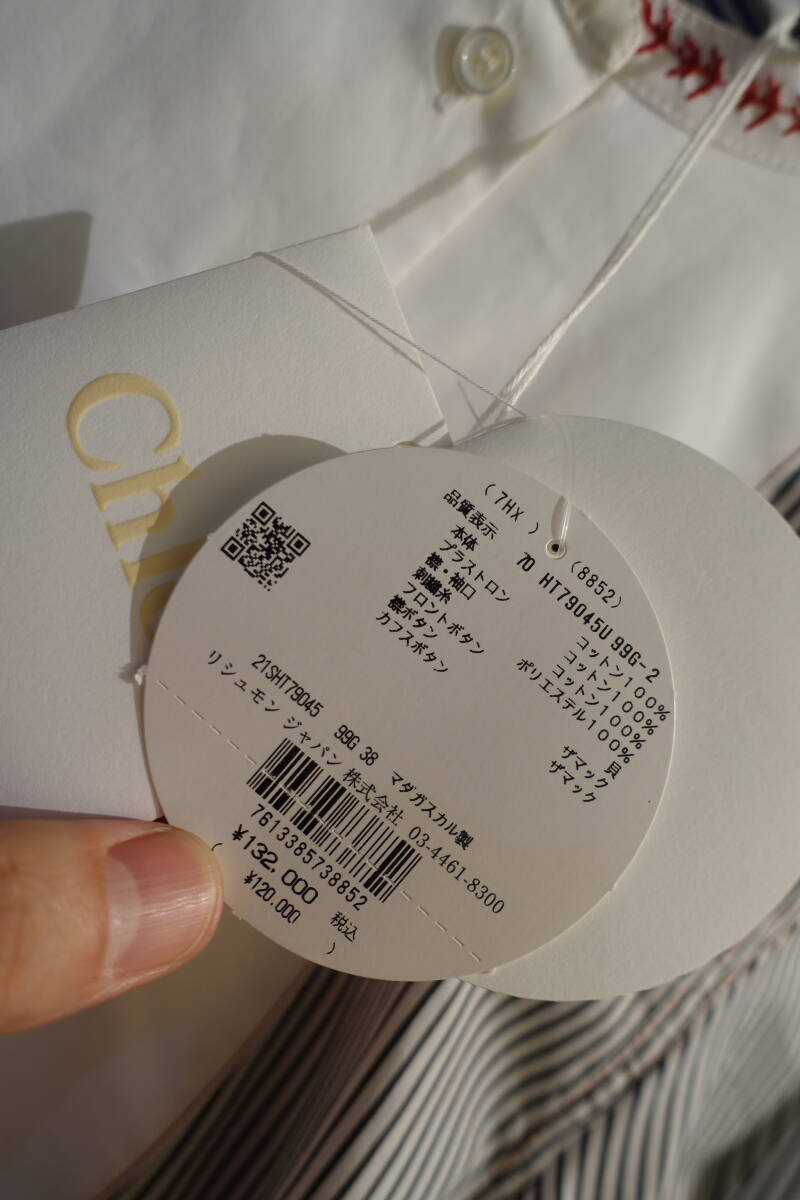 Chlo
( 7HX )
(8852)
品質表示 70 HT79045U 99G-2
本体 コットン100%
プラストロン コットン100%
襟・袖口 コットン100%
刺繍糸 ポリエステル100%
フロントボタン 貝
襟ボタン ザマック
カフスボタン ザマック
21SHT79045 99G 38 マダガスカル製
リシュモン ジャパン 株式会社 03-4461-8300
7613385738852
¥132,000 税込
( ¥120,000 )